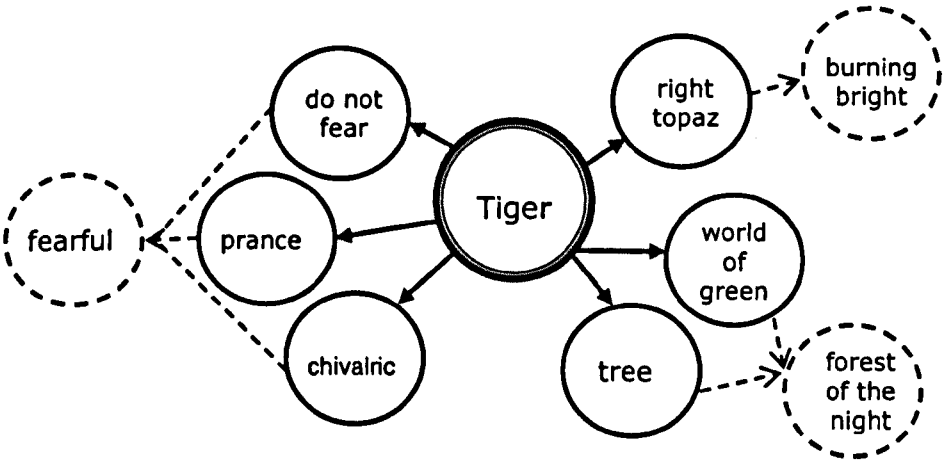 do not
fear
right
topaz
burning
bright
Tiger
fearful
prance
world
of
green
chivalric
tree
forest
of the
night